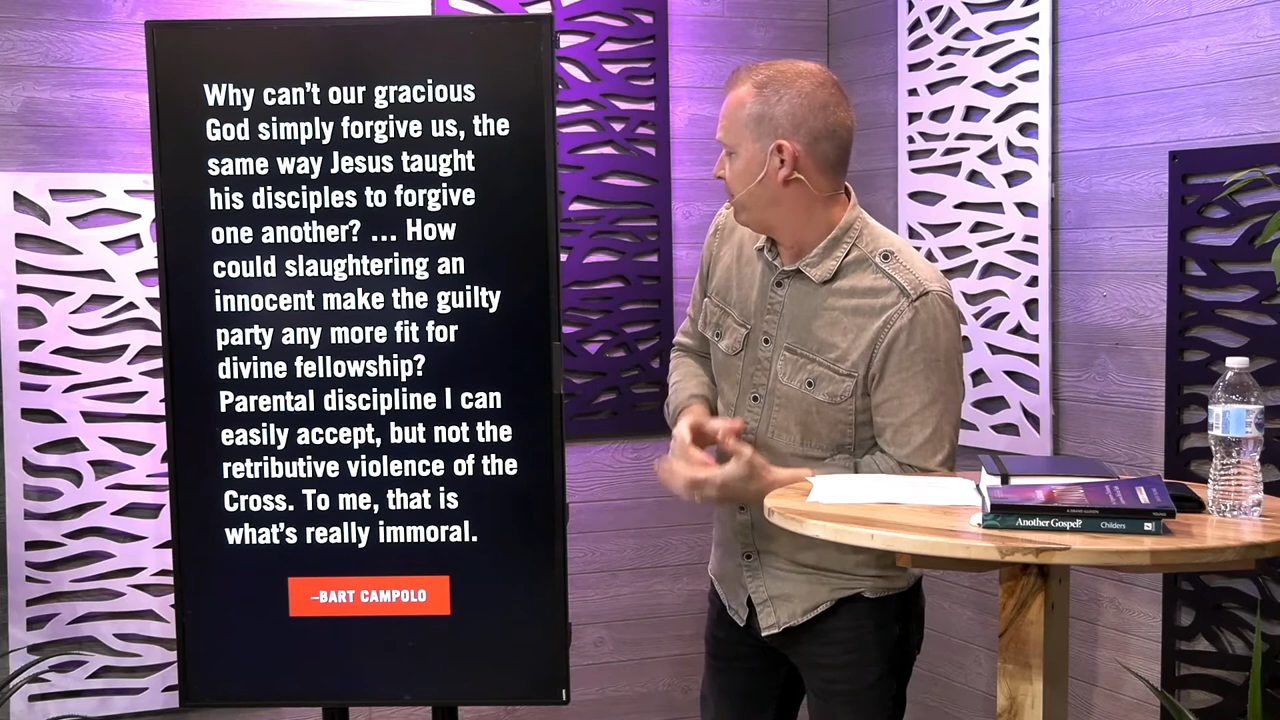 Why can't our gracious
God simply forgive us, the
same way Jesus taught
his disciples to forgive
one another? ... How
could slaughtering an
innocent make the guilty
party any more fit for
divine fellowship?
Parental discipline I can
easily accept, but not the
retributive violence of the
Cross. To me, that is
what's really immoral.
–BART CAMPOLO
Another Gospel? Childers